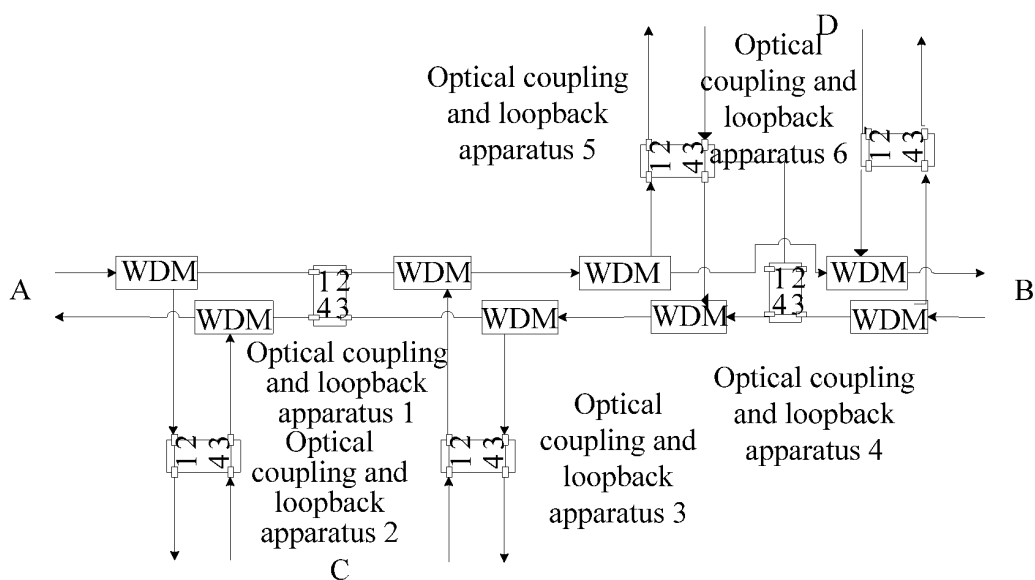 D
Optical coupling
and loopback
apparatus 5
Optical
coupling and
loopback
apparatus 6
1 2
4 3
1 2
4 3
A
WDM
WDM
1 2
4 3
WDM
WDM
WDM
WDM
1 2
4 3
WDM
WDM
B
Optical coupling
and loopback
apparatus 1
Optical coupling
and loopback
apparatus 4
1 2
4 3
Optical
coupling and
loopback
apparatus 2
1 2
4 3
Optical
coupling and
loopback
apparatus 3
C